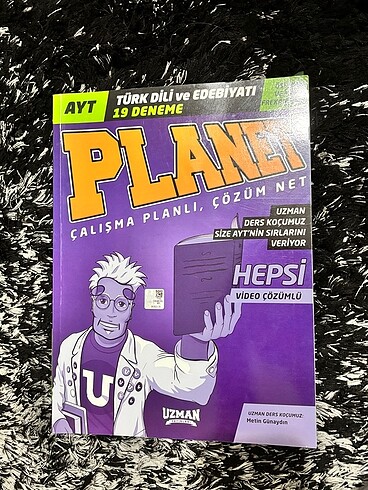 AYT
TÜRK DİLİ ve EDEBİYATI
19 DENEME
PLANET
ÇALIŞMA PLANLI, ÇÖZÜM NET
UZMAN
DERS KOÇUMUZ
SİZE AYT'NİN SIRLARINI
VERİYOR
HEPSİ
VİDEO ÇÖZÜMLÜ
U
UZMAN
UZMAN DERS KOÇUMUZ:
Metin Günaydın